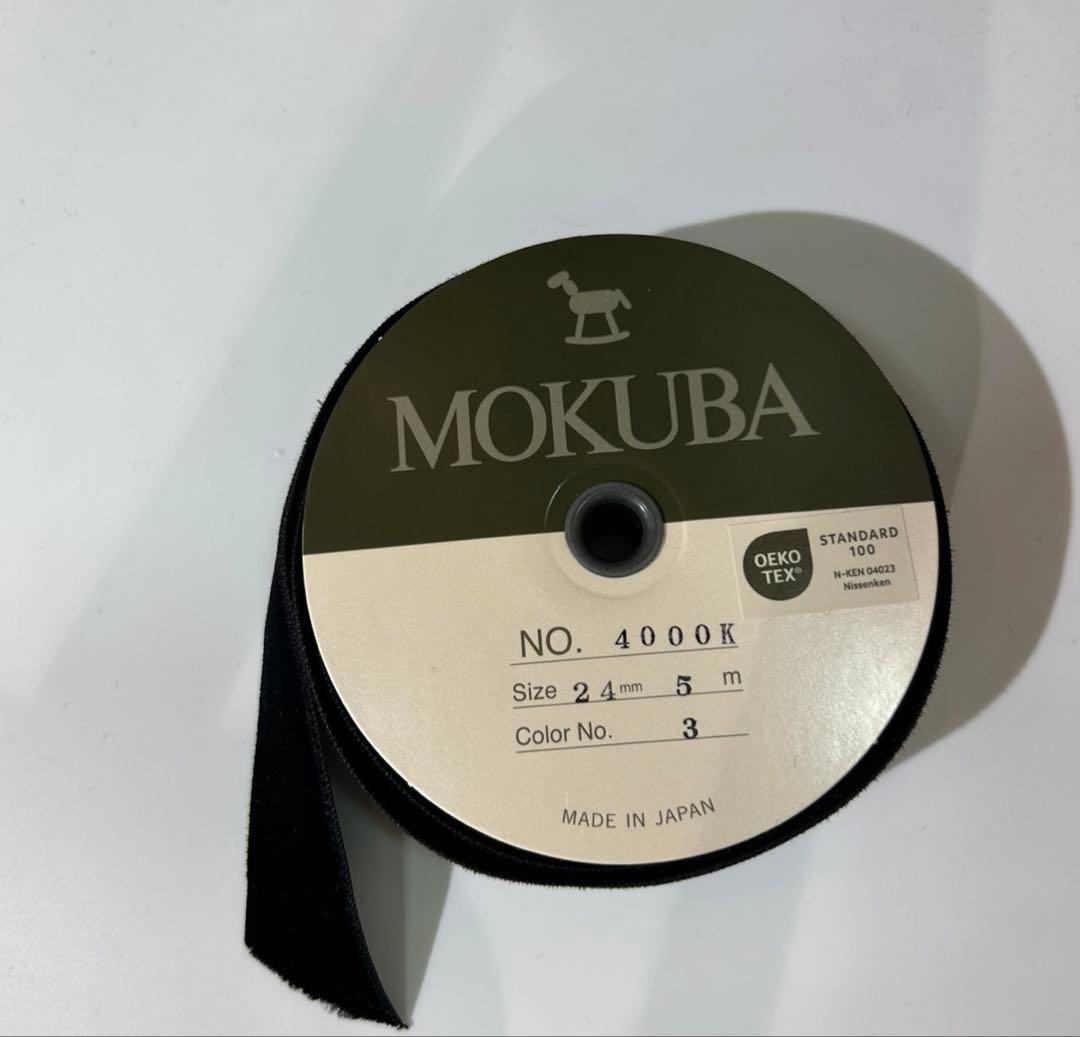 MOKUBA
OEKO
TEX®
STANDARD
100
N-KEN 04023
Nissenken
NO. 4000K
Size 24mm 5 m
Color No. 3
MADE IN JAPAN